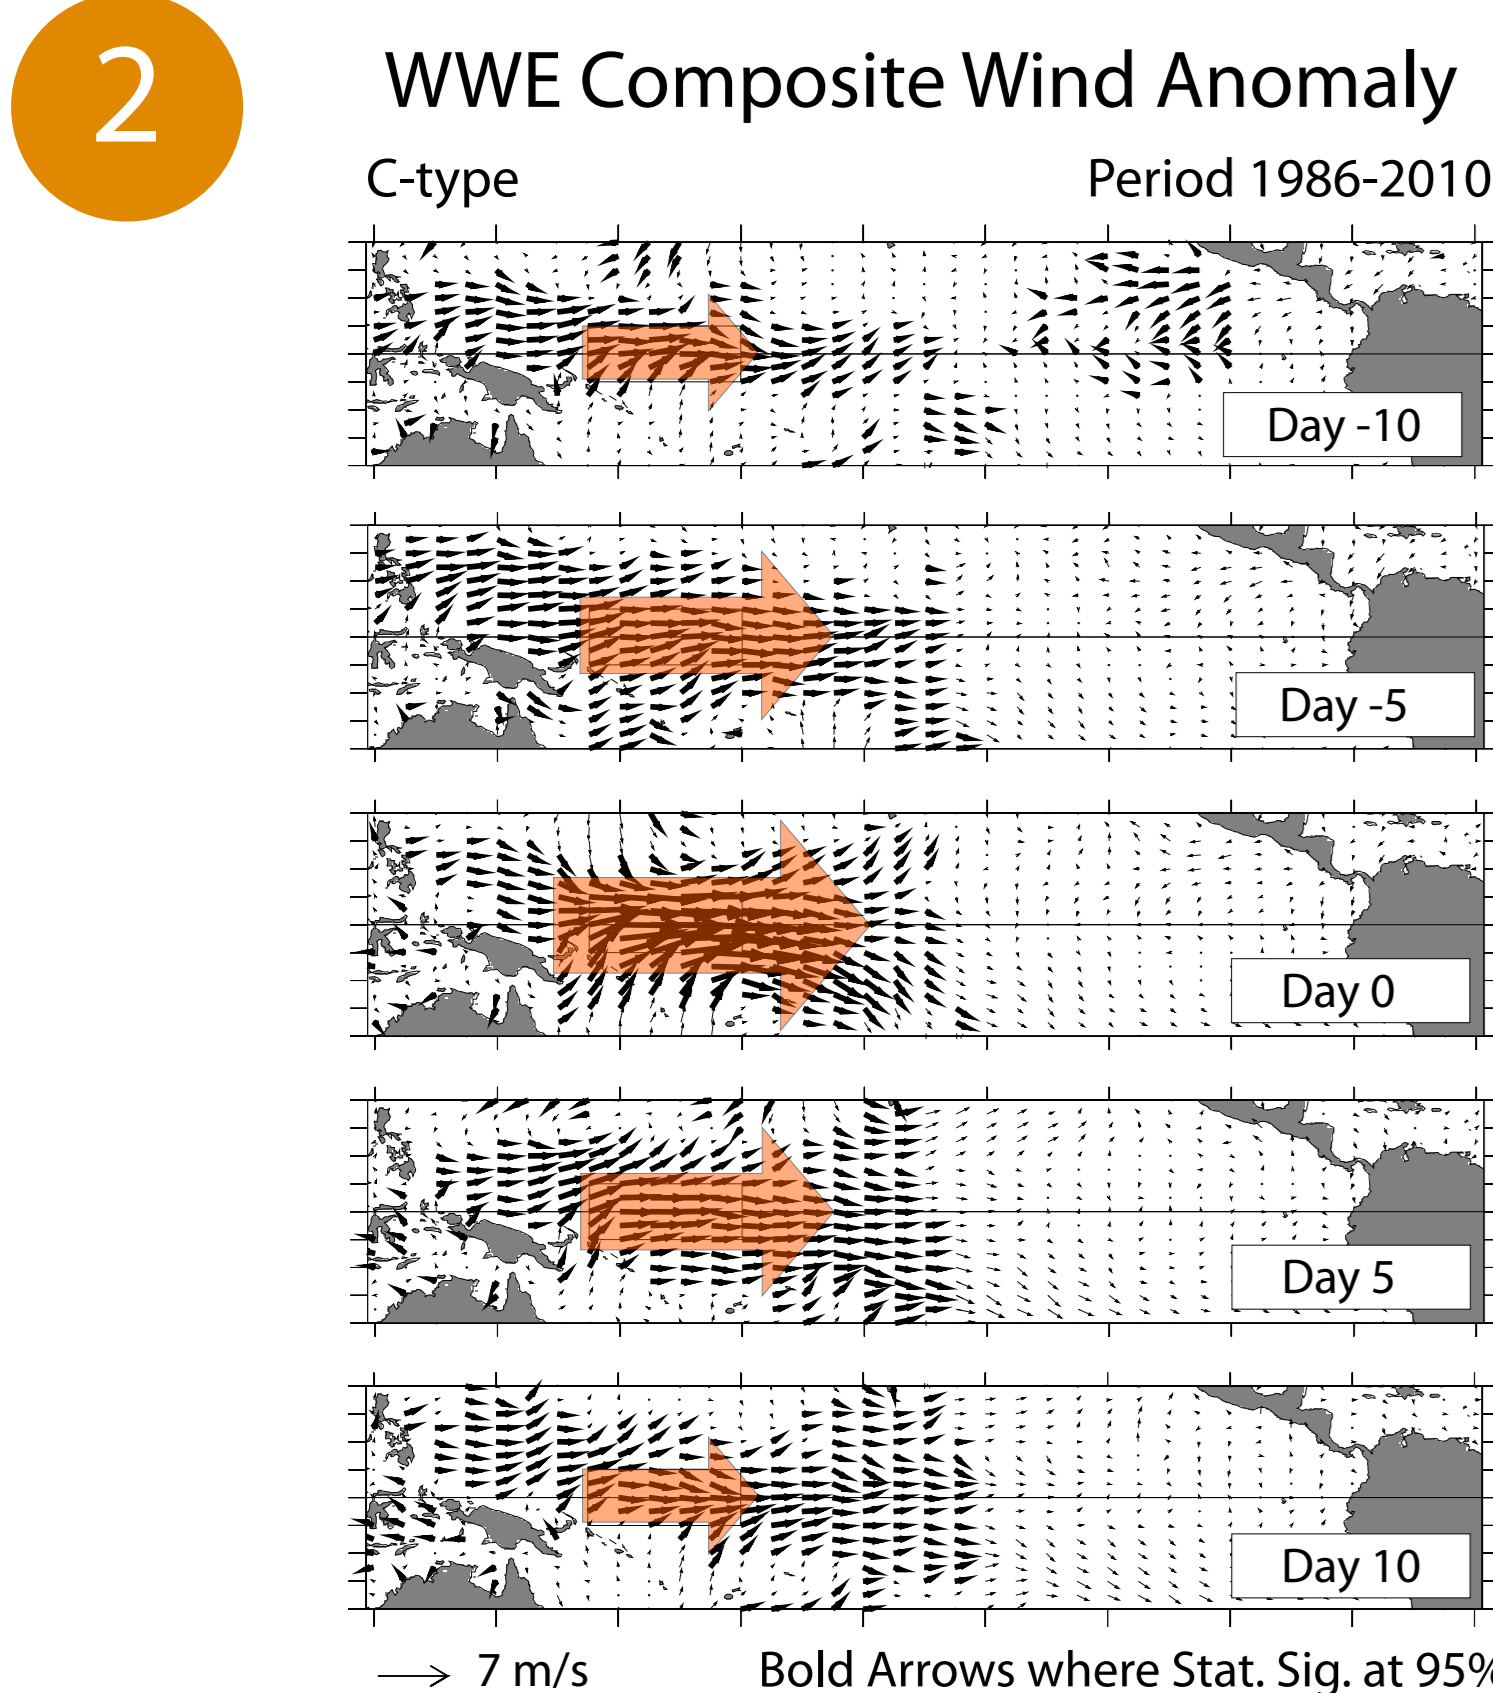 2
WWE Composite Wind Anomaly
C-type
Period 1986-2010
Day -10
Day -5
Day 0
Day 5
Day 10
7 m/s
Bold Arrows where Stat. Sig. at 95%